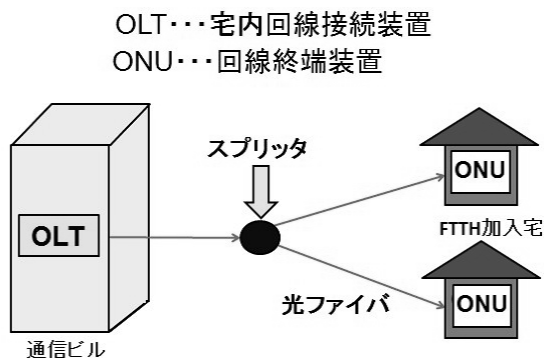 OLT･･･宅内回線接続装置
ONU･･･回線終端装置
スプリッタ
ONU
OLT
FTTH加入宅
光ファイバ
ONU
通信ビル